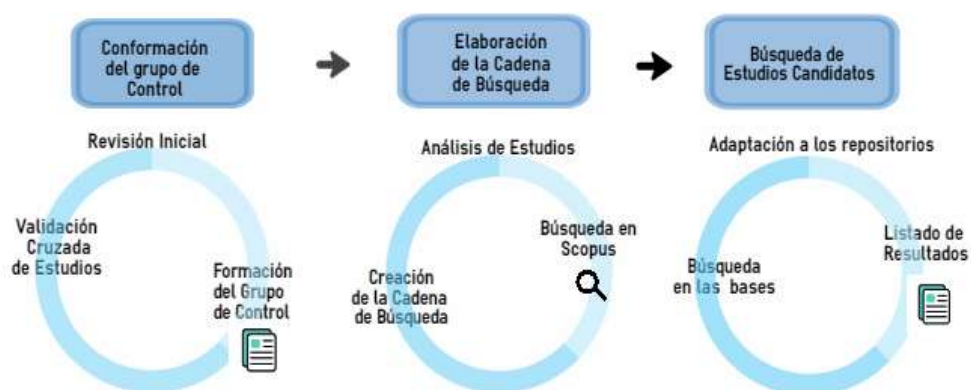 Conformación
del grupo de
Control
Elaboración
de la Cadena
de Búsqueda
Búsqueda de
Estudios Candidatos
Revisión Inicial
Validación
Cruzada
de Estudios
Formación
del Grupo
de Control
Análisis de Estudios
Búsqueda en
Scopus
Creación
de la Cadena
de Búsqueda
Adaptación a los repositorios
Listado de
Resultados
Búsqueda
en las bases